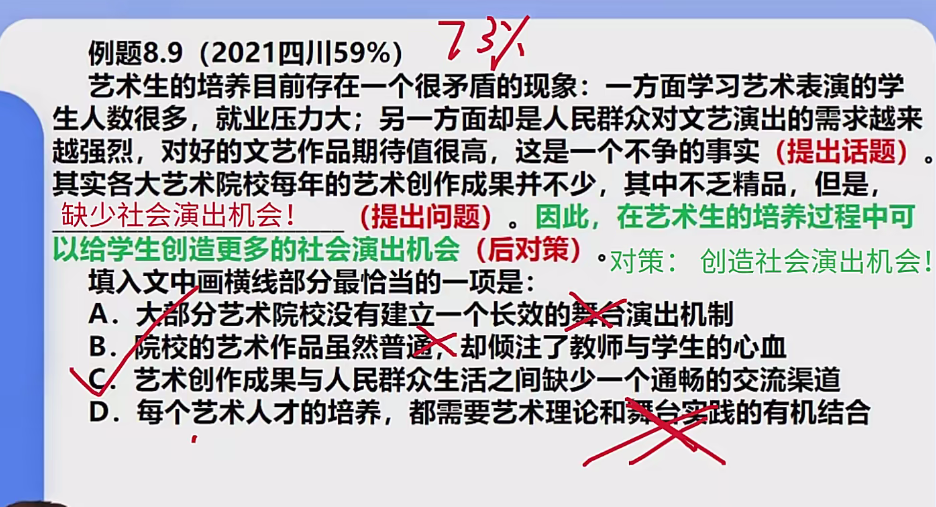 73%
例题8.9（2021四川59%）
艺术生的培养目前存在一个很矛盾的现象：一方面学习艺术表演的学
生人数很多，就业压力大；另一方面却是人民群众对文艺演出的需求越来
越强烈，对好的文艺作品期待值很高，这是一个不争的事实（提出话题）。
其实各大艺术院校每年的艺术创作成果并不少，其中不乏精品，但是，
缺少社会演出机会！（提出问题）。因此，在艺术生的培养过程中可
以给学生创造更多的社会演出机会（后对策）。对策： 创造社会演出机会！
填入文中画横线部分最恰当的一项是：
A．大部分艺术院校没有建立一个长效的舞台演出机制
B．院校的艺术作品虽然普通，却倾注了教师与学生的心血
C．艺术创作成果与人民群众生活之间缺少一个通畅的交流渠道
D．每个艺术人才的培养，都需要艺术理论和舞台实践的有机结合